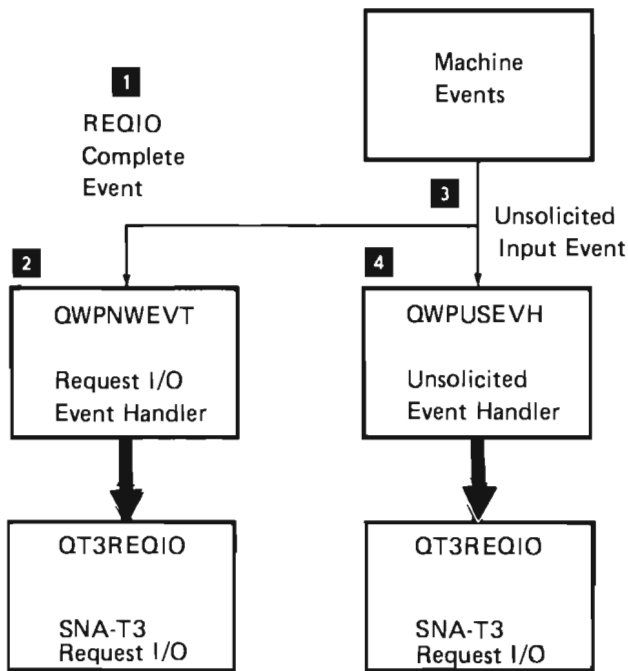 Machine
Events
1
REQIO
Complete
Event
3
Unsolicited
Input Event
2
QWPNWEVT
Request I/O
Event Handler
4
QWPUSEVH
Unsolicited
Event Handler
QT3REQIO
SNA-T3
Request I/O
QT3REQIO
SNA-T3
Request I/O